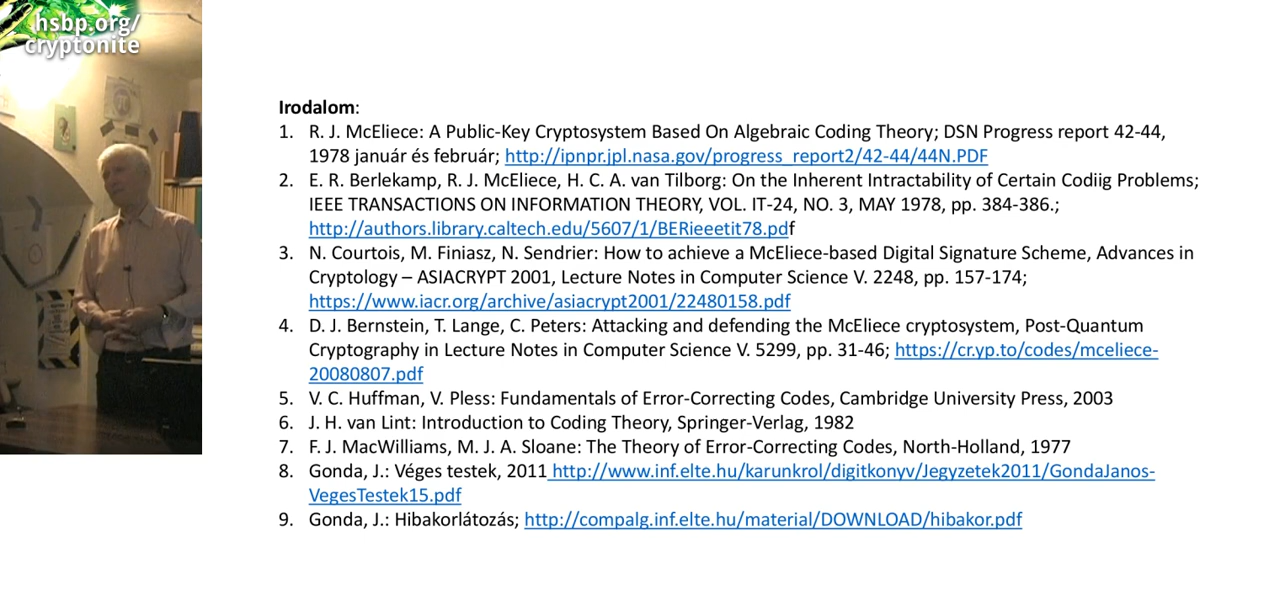 hsbp.org/
cryptonite
Irodalom:
1. R. J. McEliece: A Public-Key Cryptosystem Based On Algebraic Coding Theory; DSN Progress report 42-44,
1978 január és február; http://ipnpr.jpl.nasa.gov/progress_report2/42-44/44N.PDF
2. E. R. Berlekamp, R. J. McEliece, H. C. A. van Tilborg: On the Inherent Intractability of Certain Codiig Problems;
IEEE TRANSACTIONS ON INFORMATION THEORY, VOL. IT-24, NO. 3, MAY 1978, pp. 384-386.;
http://authors.library.caltech.edu/5607/1/BERieeetit78.pdf
3. N. Courtois, M. Finiasz, N. Sendrier: How to achieve a McEliece-based Digital Signature Scheme, Advances in
Cryptology – ASIACRYPT 2001, Lecture Notes in Computer Science V. 2248, pp. 157-174;
https://www.iacr.org/archive/asiacrypt2001/22480158.pdf
4. D. J. Bernstein, T. Lange, C. Peters: Attacking and defending the McEliece cryptosystem, Post-Quantum
Cryptography in Lecture Notes in Computer Science V. 5299, pp. 31-46; https://cr.yp.to/codes/mceliece-
20080807.pdf
5. V. C. Huffman, V. Pless: Fundamentals of Error-Correcting Codes, Cambridge University Press, 2003
6. J. H. van Lint: Introduction to Coding Theory, Springer-Verlag, 1982
7. F. J. MacWilliams, M. J. A. Sloane: The Theory of Error-Correcting Codes, North-Holland, 1977
8. Gonda, J.: Véges testek, 2011 http://www.inf.elte.hu/karunkrol/digitkonyv/Jegyzetek2011/GondaJanos-
VegesTestek15.pdf
9. Gonda, J.: Hibakorlátozás; http://compalg.inf.elte.hu/material/DOWNLOAD/hibakor.pdf